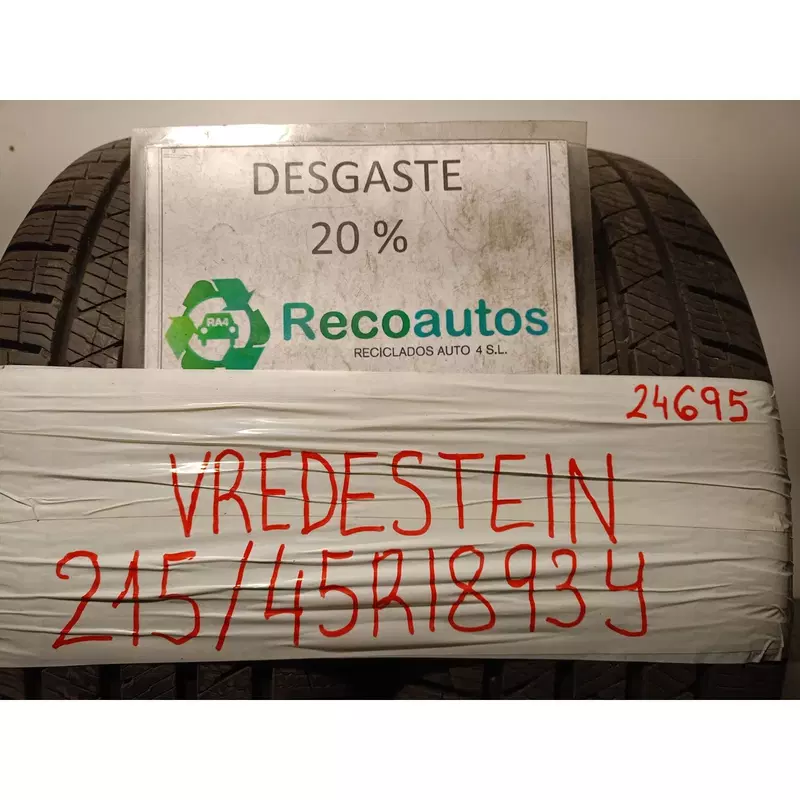 DESGASTE
20 %
RA4
Recoautos
RECICLADOS AUTO 4 S.L.
24695
VREDESTEIN
215/45R1893Y